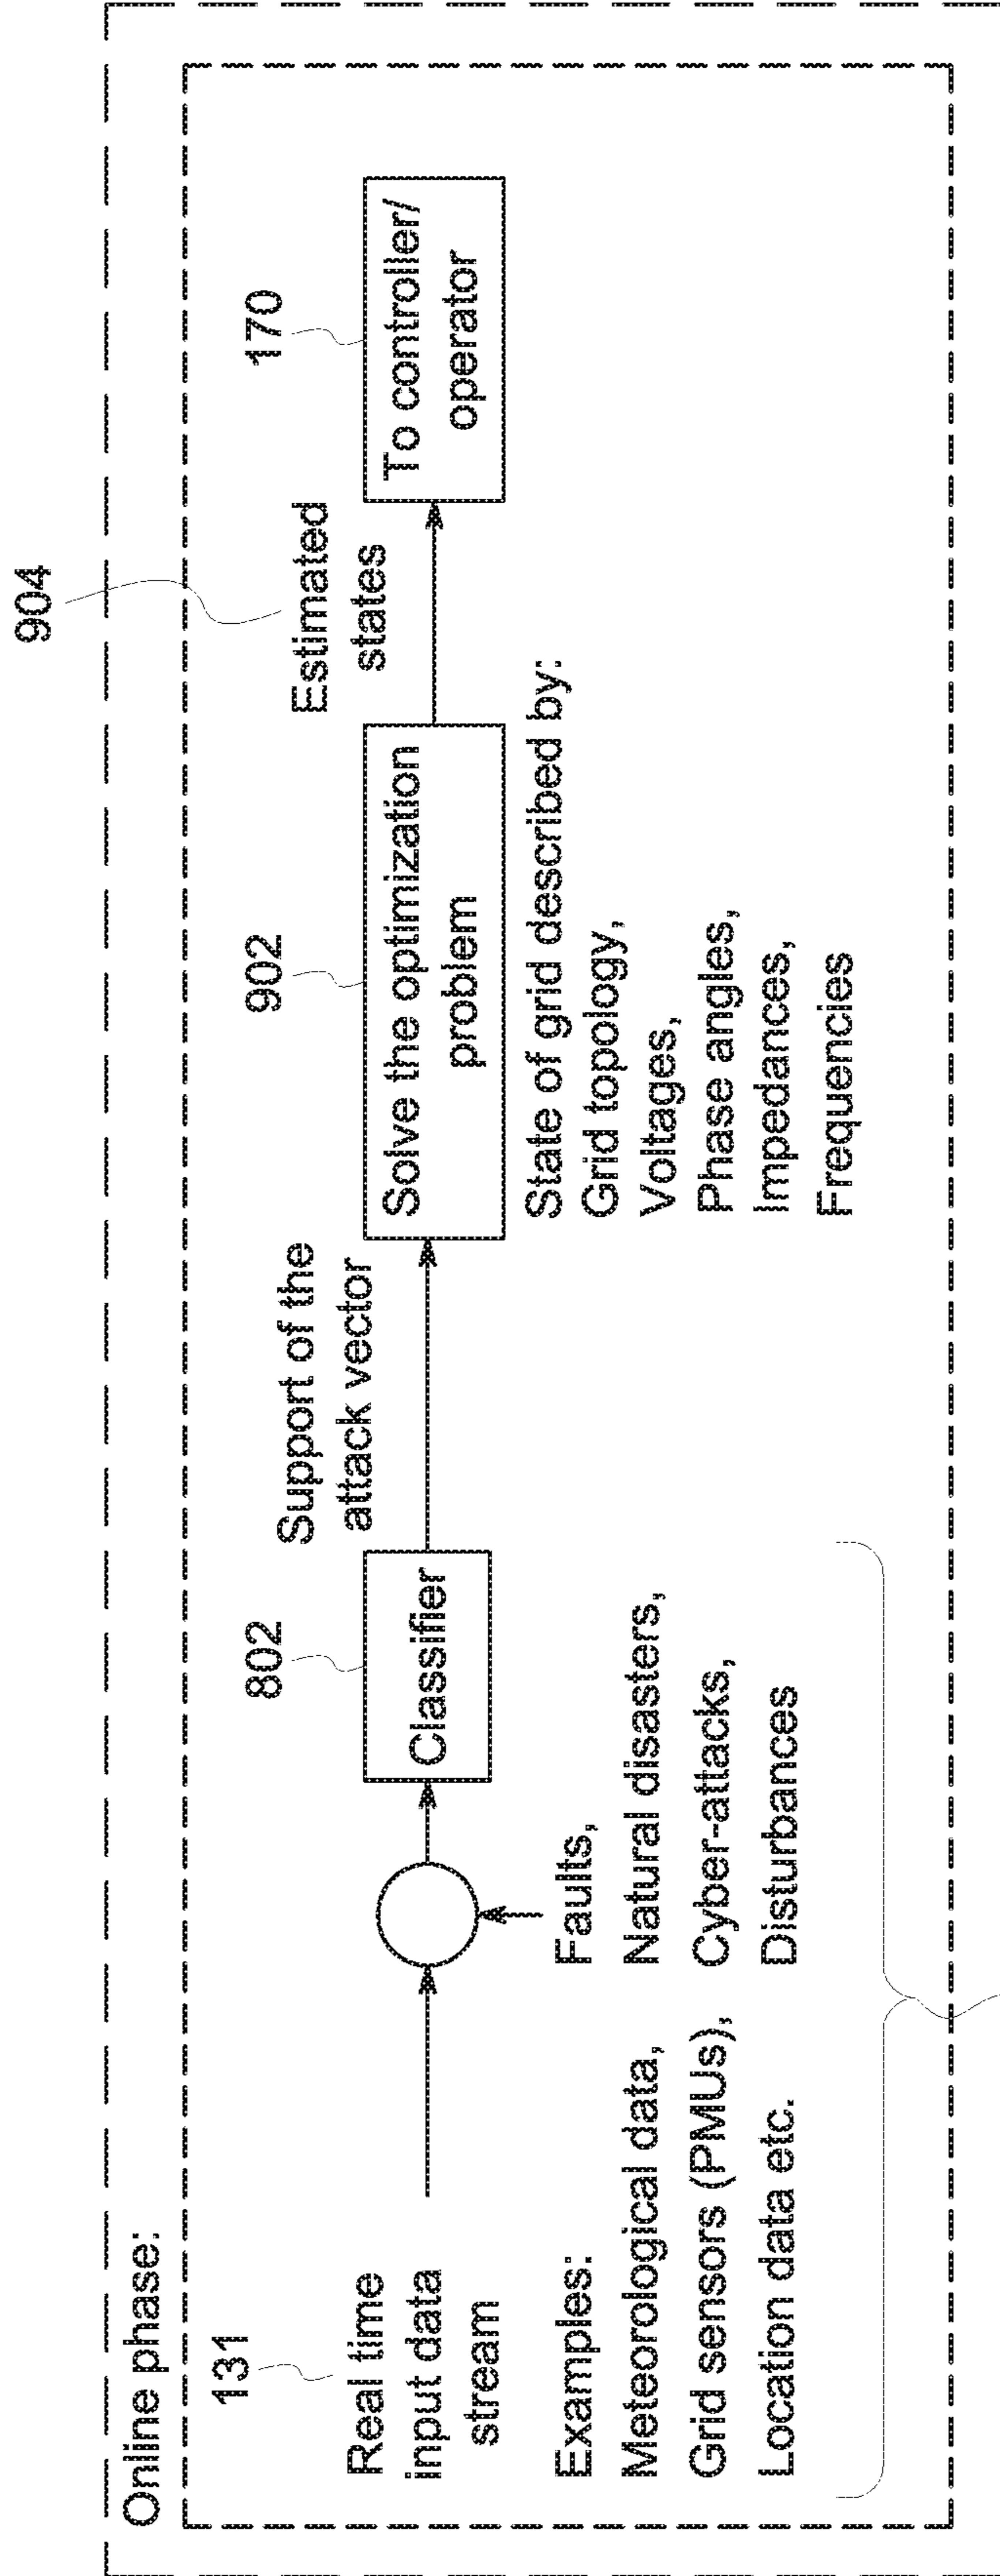 Online phase:
131
Real time
input data
stream
Examples:
Meteorological data,
Grid sensors (PMUs),
Location data etc.
Faults,
Natural disasters,
Cyber-attacks,
Disturbances
802
Classifier
Support of the
attack vector
902
Solve the optimization
problem
State of grid described by:
Grid topology,
Voltages,
Phase angles,
Impedances,
Frequencies
904
Estimated
states
170
To controller/
operator